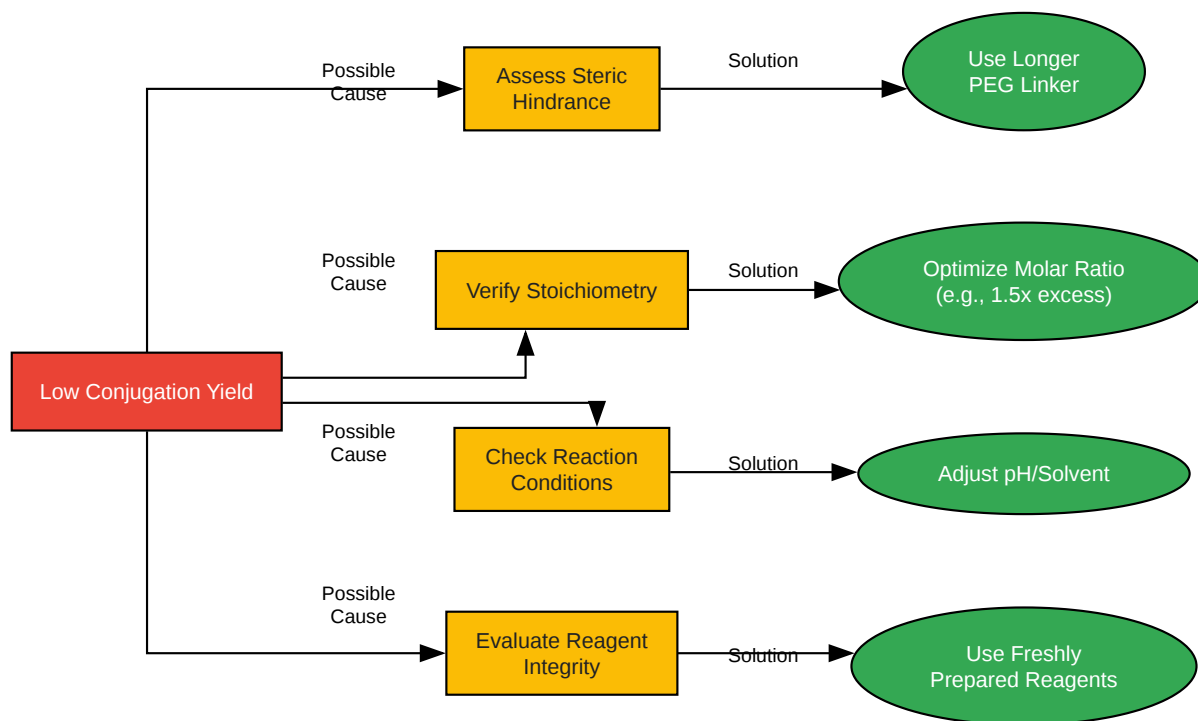 Possible
Cause
Assess Steric
Hindrance
Solution
Use Longer
PEG Linker
Possible
Cause
Verify Stoichiometry
Solution
Optimize Molar Ratio
(e.g., 1.5x excess)
Low Conjugation Yield
Possible
Cause
Check Reaction
Conditions
Solution
Adjust pH/Solvent
Possible
Cause
Evaluate Reagent
Integrity
Solution
Use Freshly
Prepared Reagents